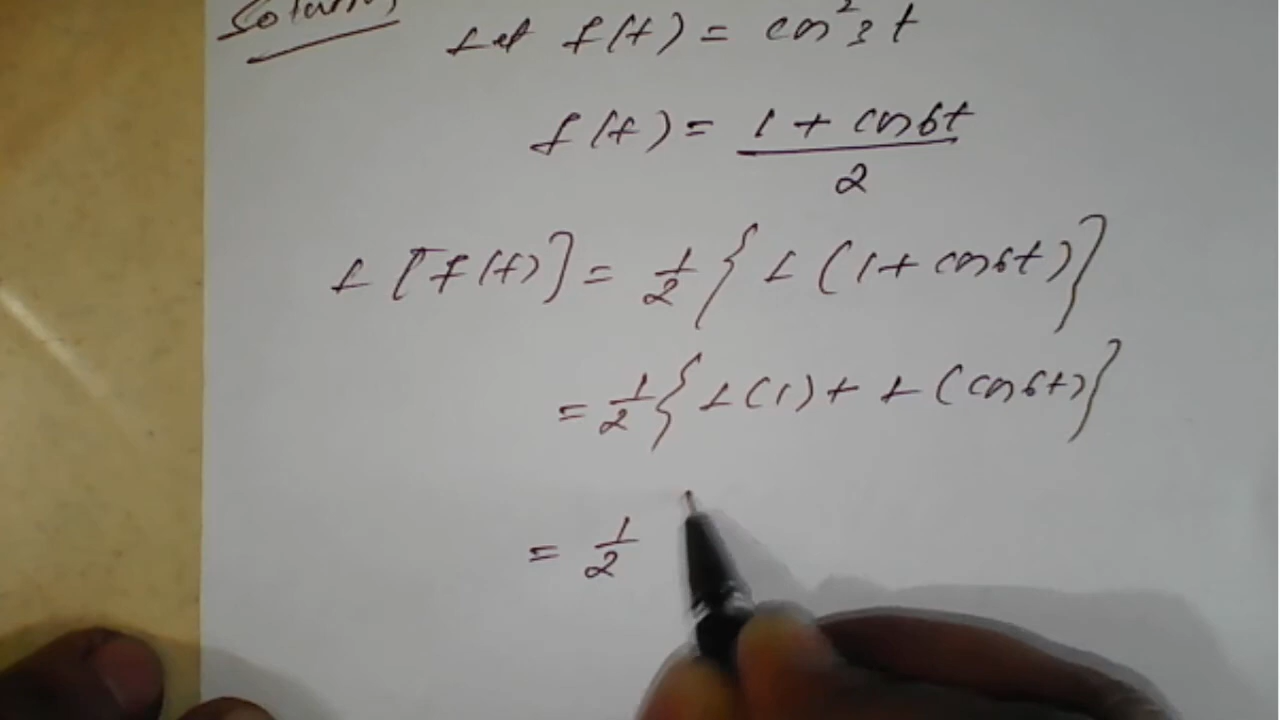 Solution
Let f(t) = cos²3t
f(t) = 1 + cos6t / 2
L[f(t)] = 1/2 { L(1 + cos6t) }
= 1/2 { L(1) + L(cos6t) }
= 1/2